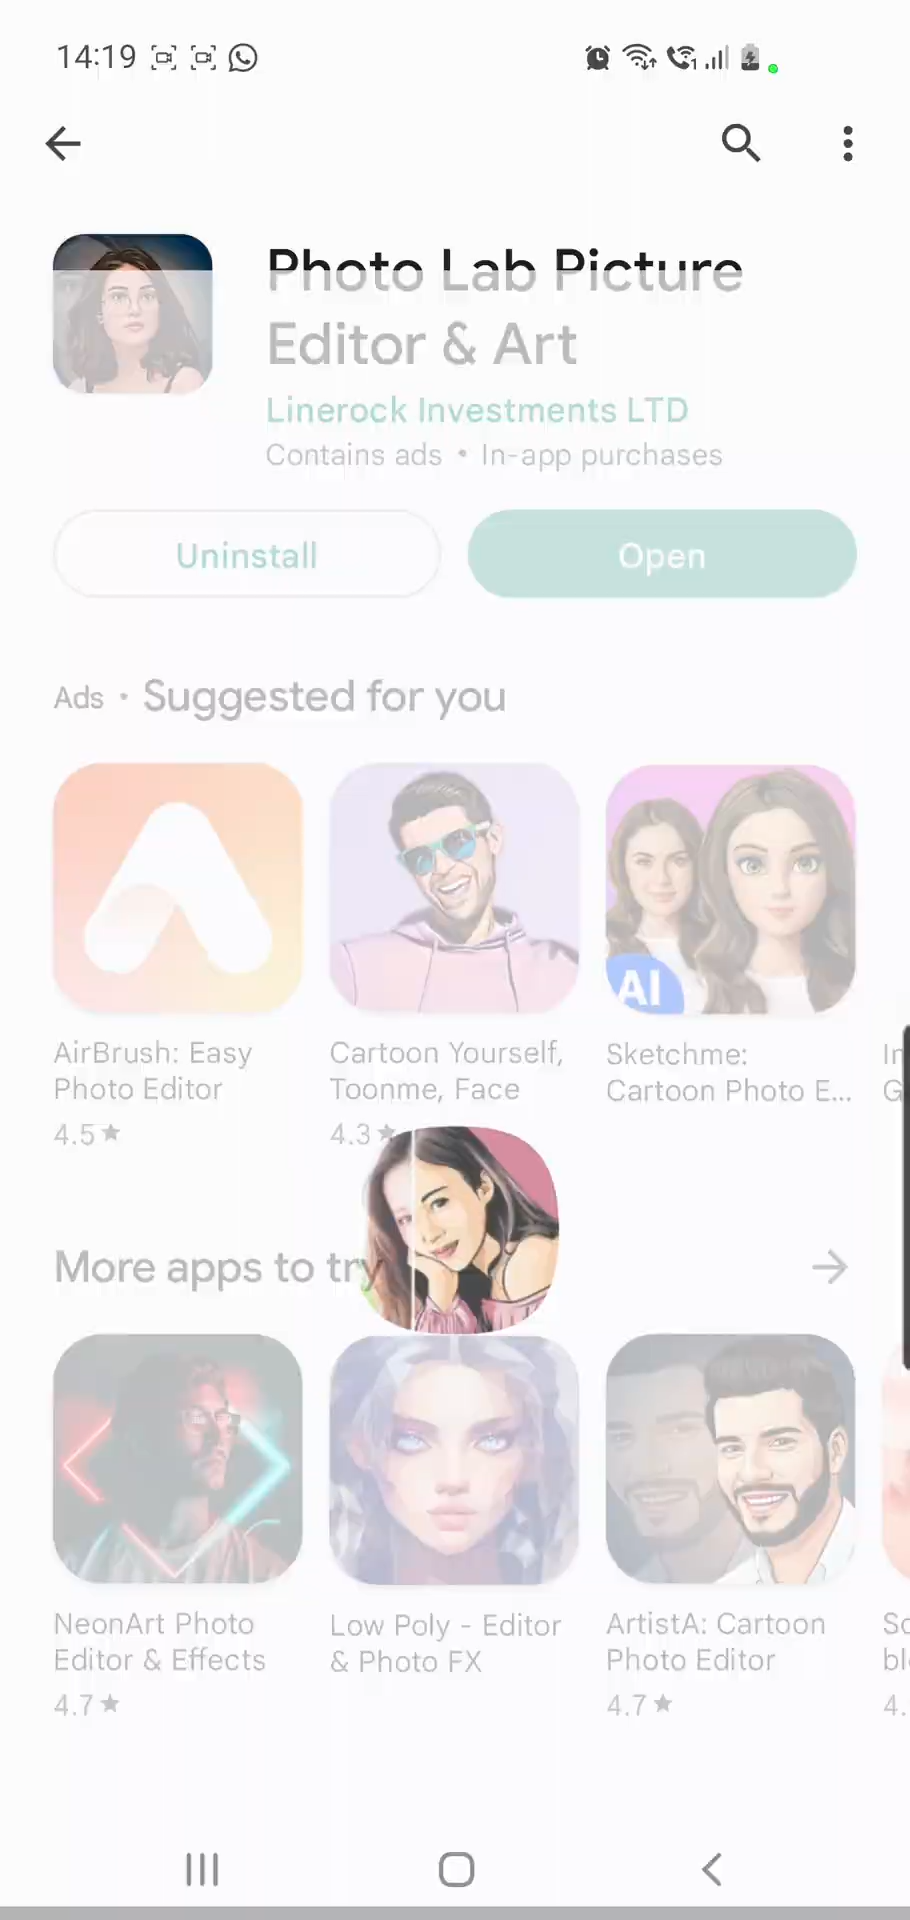 14:19
Photo Lab Picture
Editor & Art
Linerock Investments LTD
Contains ads • In-app purchases
Uninstall
Open
Ads • Suggested for you
AirBrush: Easy
Photo Editor
4.5★
Cartoon Yourself,
Toonme, Face
4.3★
AI
Sketchme:
Cartoon Photo E...
More apps to try
NeonArt Photo
Editor & Effects
4.7★
Low Poly - Editor
& Photo FX
ArtistA: Cartoon
Photo Editor
4.7★